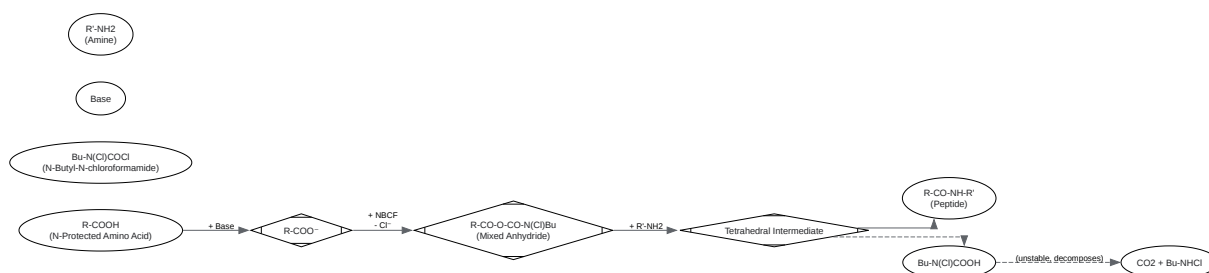 R'-NH2
(Amine)
Base
Bu-N(Cl)COCl
(N-Butyl-N-chloroformamide)
R-COOH
(N-Protected Amino Acid)
+ Base
R-COO⁻
+ NBCF
- Cl⁻
R-CO-O-CO-N(Cl)Bu
(Mixed Anhydride)
+ R'-NH2
Tetrahedral Intermediate
R-CO-NH-R'
(Peptide)
Bu-N(Cl)COOH
(unstable, decomposes)
CO2 + Bu-NHCl